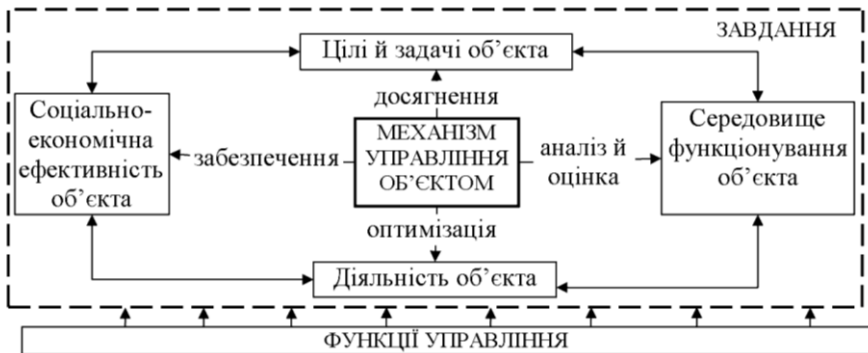 ЗАВДАННЯ
Цілі й задачі об’єкта
досягнення
Соціально-
економічна
ефективність
об’єкта
забезпечення
МЕХАНІЗМ
УПРАВЛІННЯ
ОБ’ЄКТОМ
аналіз й
оцінка
Середовище
функціонування
об’єкта
оптимізація
Діяльність об’єкта
ФУНКЦІЇ УПРАВЛІННЯ